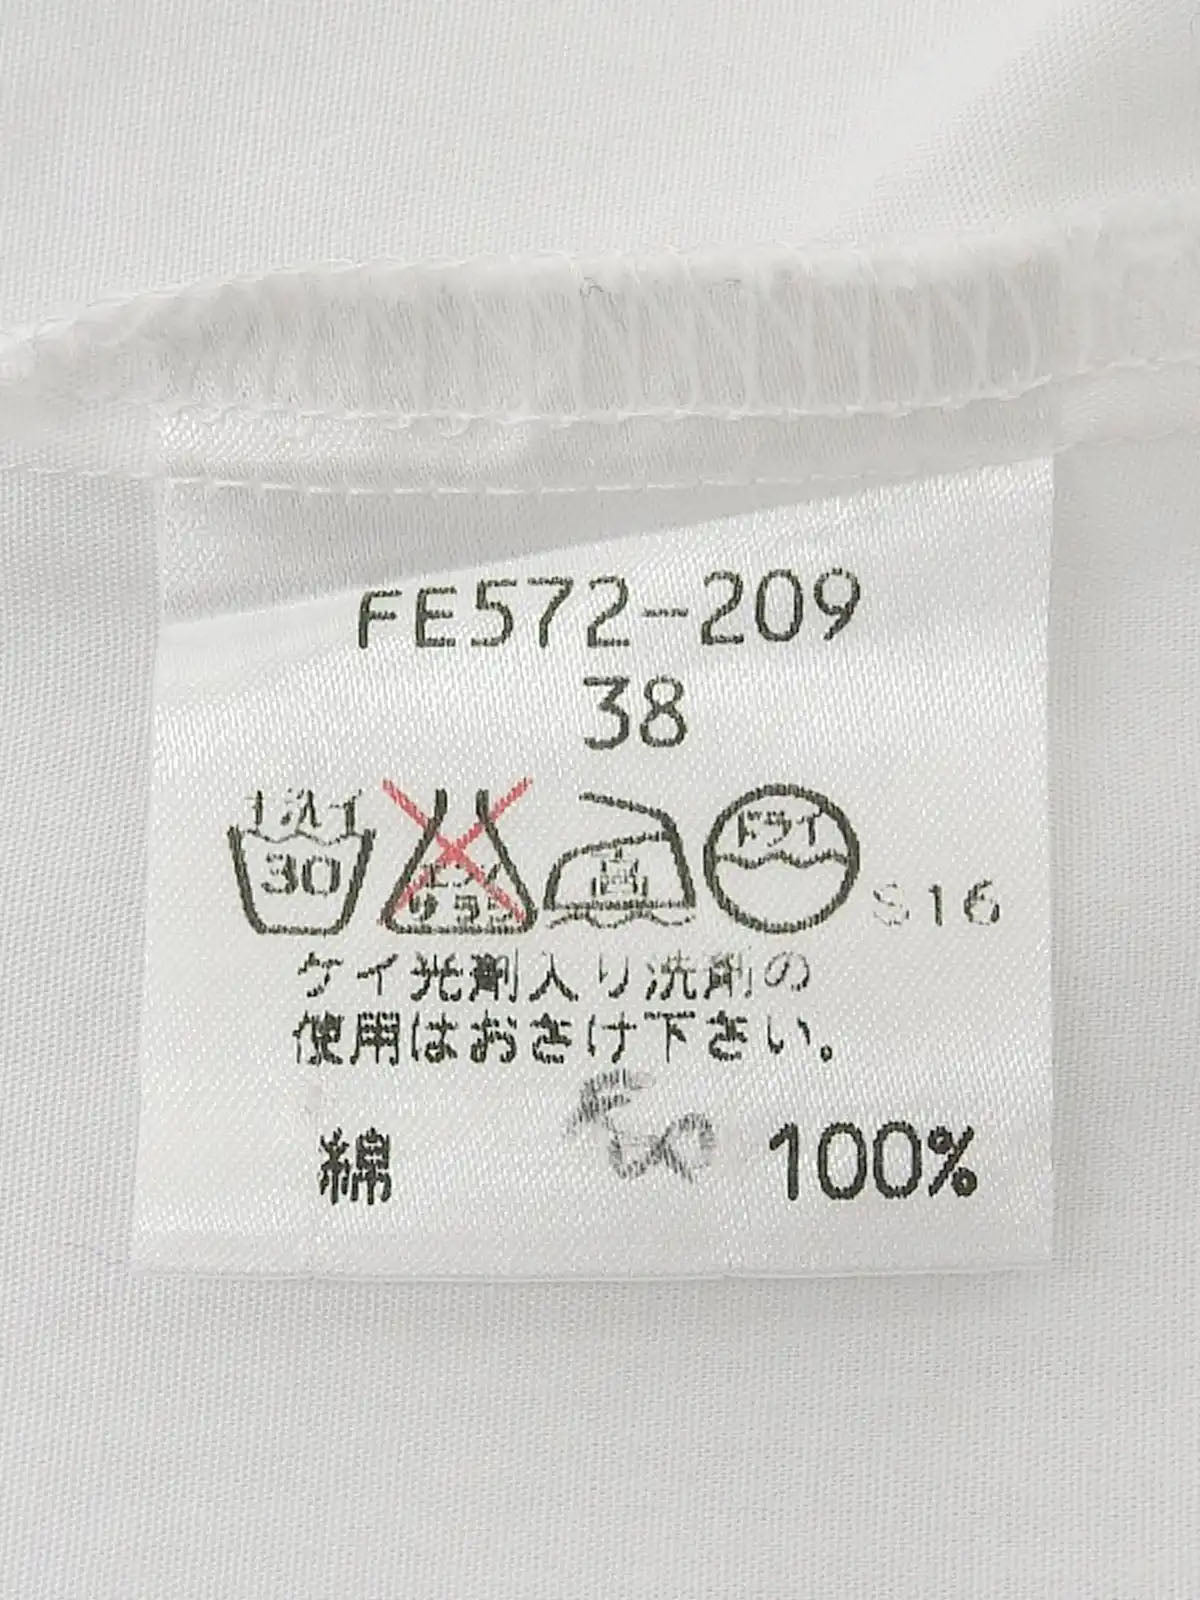 FE572-209
38
手洗イ 30 エンソサラシ 中 ドライ S16
ケイ光剤入り洗剤の
使用はおさけ下さい。
綿 100%